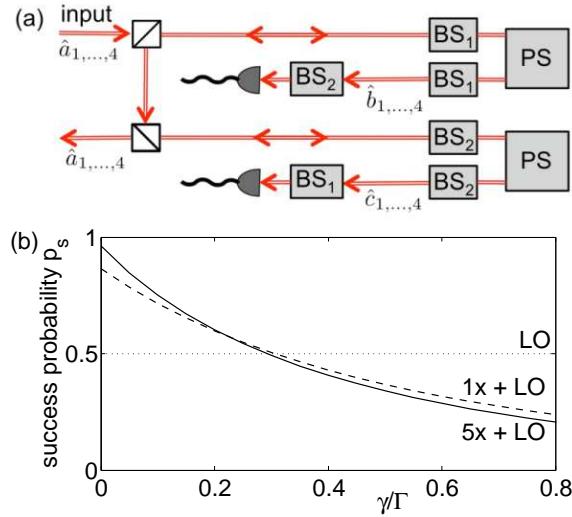 (a)
input
â₁,...,₄
BS₁
PS
BS₂
BS₁
b̂₁,...,₄
â₁,...,₄
BS₂
PS
BS₁
BS₂
ĉ₁,...,₄
(b)
success probability pₛ
1
0.5
0
0
0.2
0.4
0.6
0.8
γ/Γ
LO
1x + LO
5x + LO